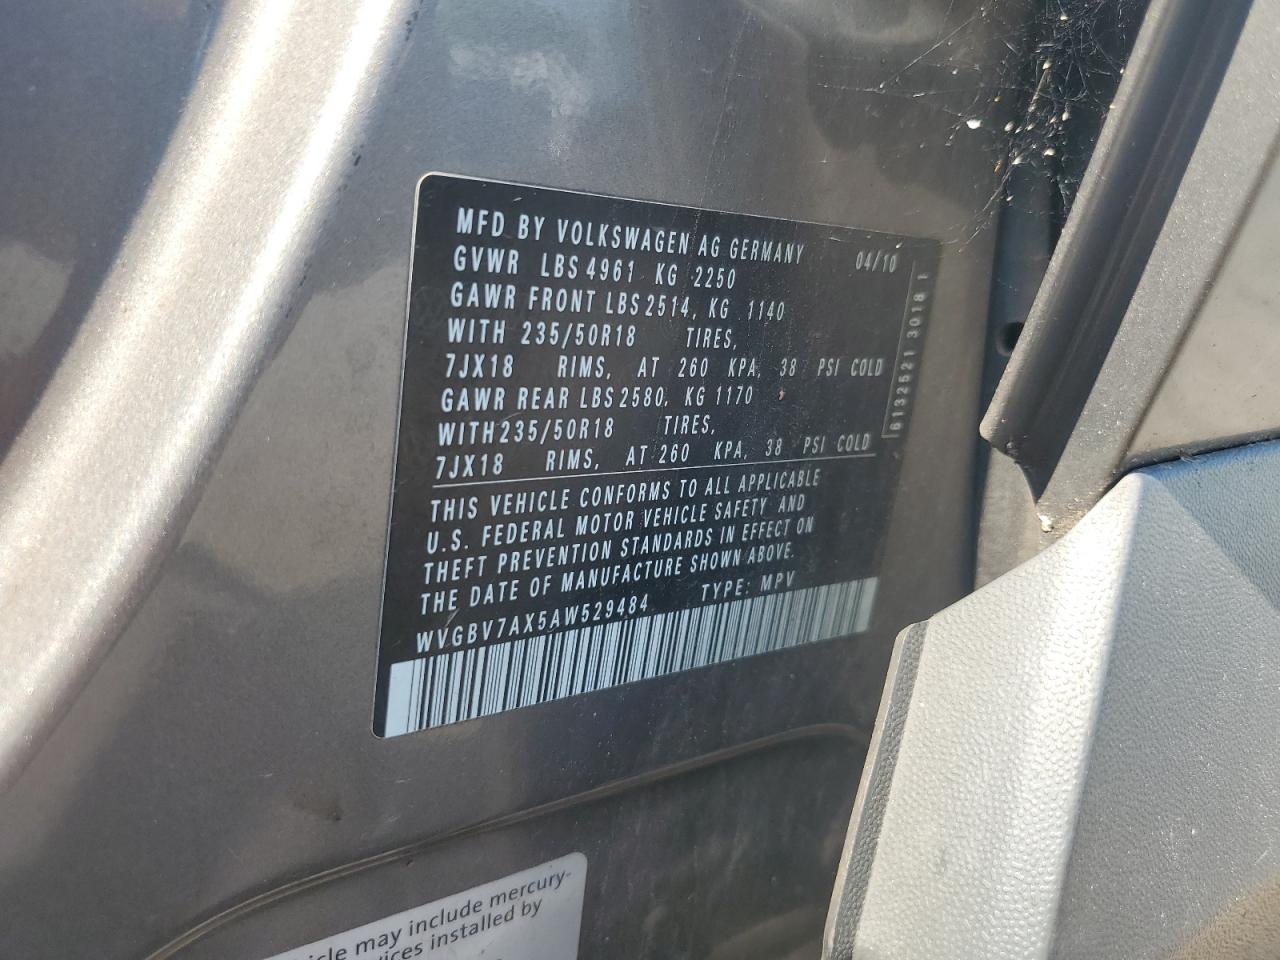 MFD BY VOLKSWAGEN AG GERMANY 04/10
GVWR LBS 4961 KG 2250
GAWR FRONT LBS 2514, KG 1140
WITH 235/50R18 TIRES,
7JX18 RIMS, AT 260 KPA, 38 PSI COLD
GAWR REAR LBS 2580, KG 1170
WITH 235/50R18 TIRES,
7JX18 RIMS, AT 260 KPA, 38 PSI COLD
THIS VEHICLE CONFORMS TO ALL APPLICABLE
U.S. FEDERAL MOTOR VEHICLE SAFETY AND
THEFT PREVENTION STANDARDS IN EFFECT ON
THE DATE OF MANUFACTURE SHOWN ABOVE.
WVGBV7AX5AW529484 TYPE: MPV
6132521 3018 1
may include mercury-
installed by